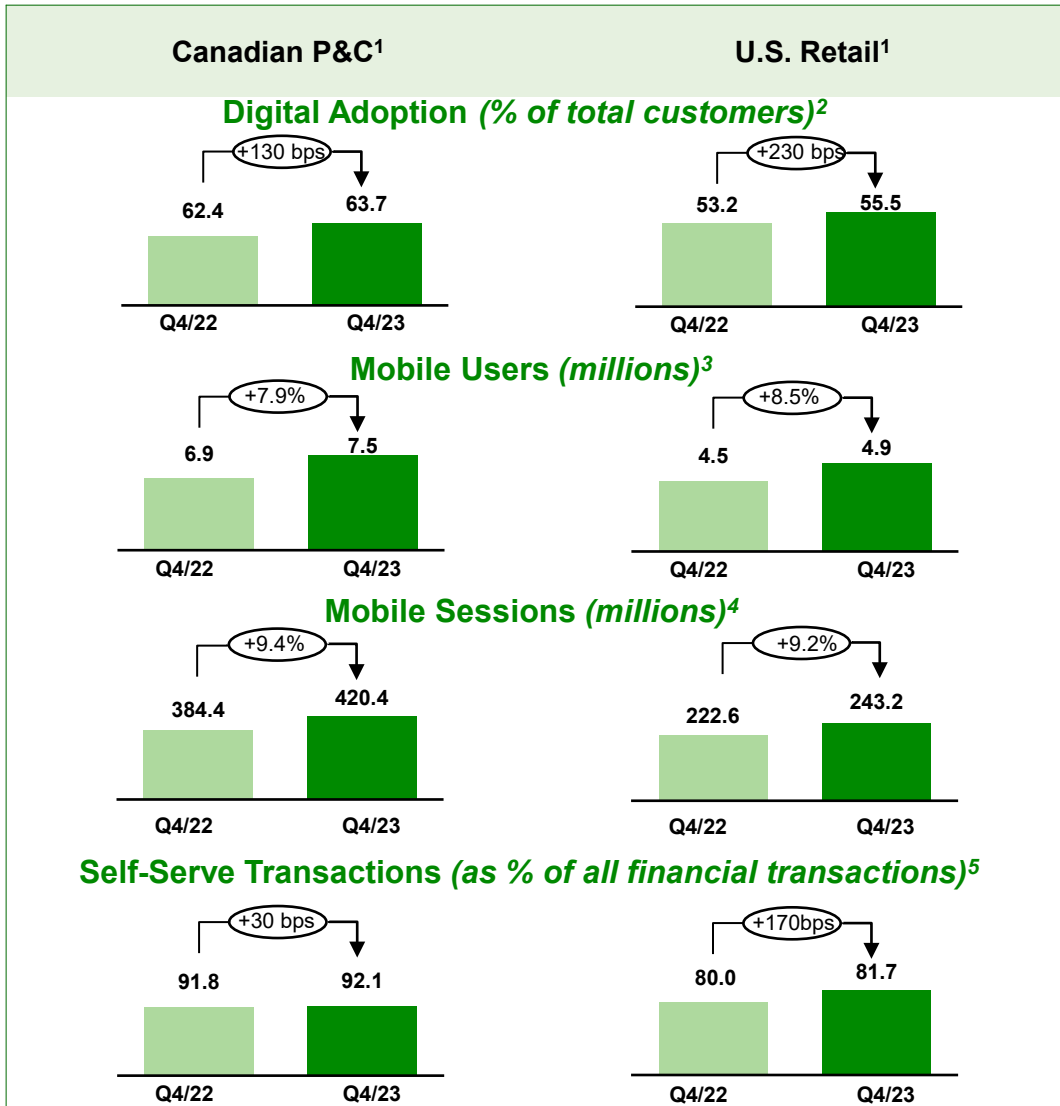 Canadian P&C¹ U.S. Retail¹
Digital Adoption (% of total customers)²
+130 bps +230 bps
62.4 63.7 53.2 55.5
Q4/22 Q4/23 Q4/22 Q4/23
Mobile Users (millions)³
+7.9% +8.5%
6.9 7.5 4.5 4.9
Q4/22 Q4/23 Q4/22 Q4/23
Mobile Sessions (millions)⁴
+9.4% +9.2%
384.4 420.4 222.6 243.2
Q4/22 Q4/23 Q4/22 Q4/23
Self-Serve Transactions (as % of all financial transactions)⁵
+30 bps +170bps
91.8 92.1 80.0 81.7
Q4/22 Q4/23 Q4/22 Q4/23